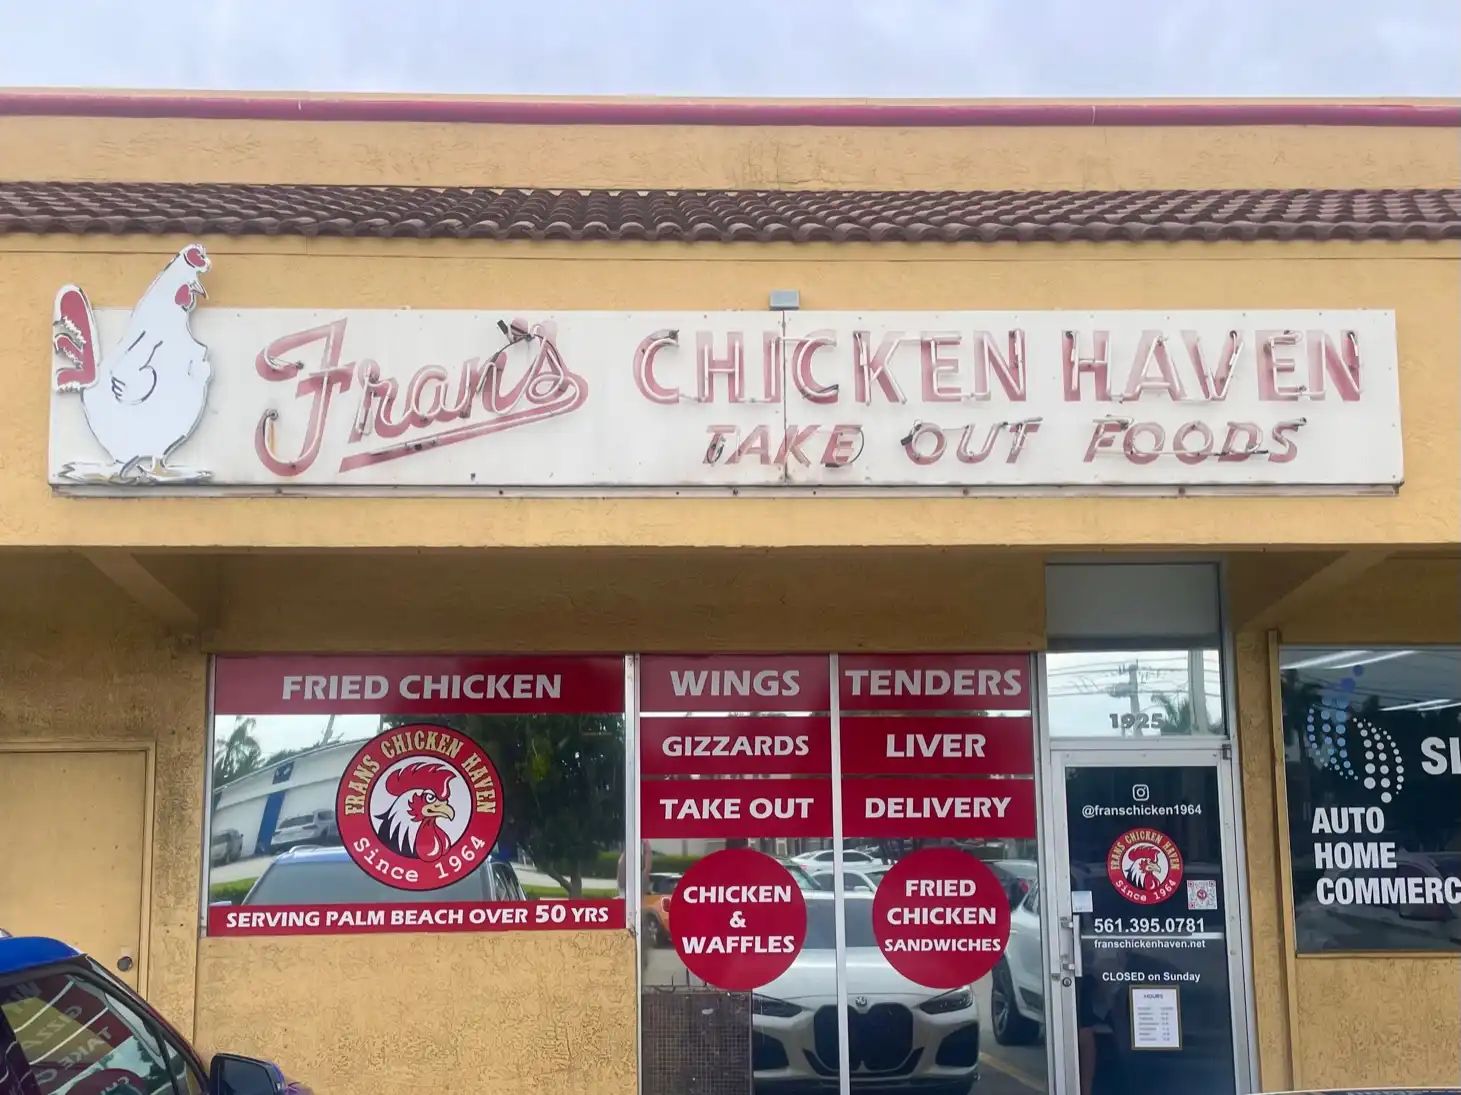 Fran's CHICKEN HAVEN
TAKE OUT FOODS
FRIED CHICKEN
FRANS CHICKEN HAVEN
Since 1964
SERVING PALM BEACH OVER 50 YRS
WINGS
GIZZARDS
TAKE OUT
CHICKEN
&
WAFFLES
TENDERS
LIVER
DELIVERY
FRIED
CHICKEN
SANDWICHES
1925
@franschicken1964
FRANS CHICKEN HAVEN
Since 1964
561.395.0781
franschickenhaven.net
CLOSED on Sunday
HOURS
AUTO
HOME